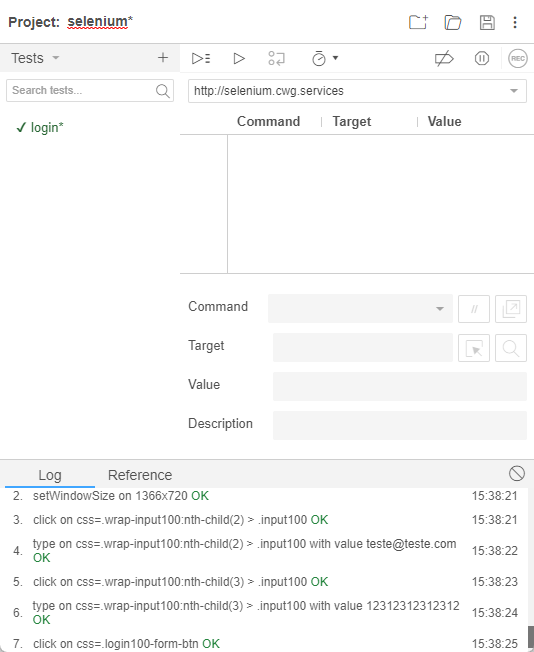 Project: selenium*
Tests
Search tests...
login*
REC
http://selenium.cwg.services
Command Target Value
Command
//
Target
Value
Description
Log Reference
2. setWindowSize on 1366x720 OK 15:38:21
3. click on css=.wrap-input100:nth-child(2) > .input100 OK 15:38:21
4. type on css=.wrap-input100:nth-child(2) > .input100 with value teste@teste.com 15:38:22
OK
5. click on css=.wrap-input100:nth-child(3) > .input100 OK 15:38:23
6. type on css=.wrap-input100:nth-child(3) > .input100 with value 12312312312312 15:38:24
OK
7. click on css=.login100-form-btn OK 15:38:25